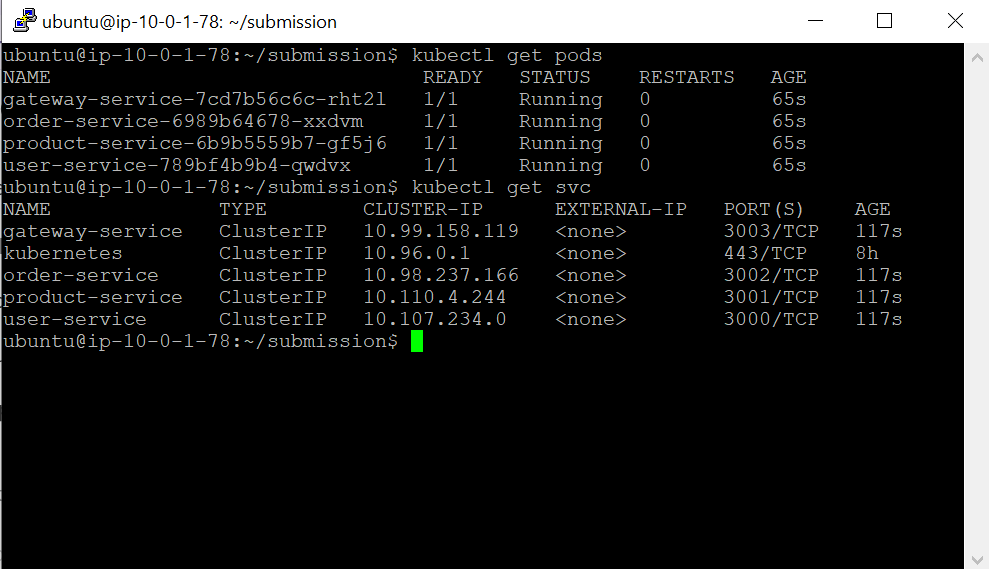 ubuntu@ip-10-0-1-78: ~/submission
ubuntu@ip-10-0-1-78:~/submission$ kubectl get pods
NAME READY STATUS RESTARTS AGE
gateway-service-7cd7b56c6c-rht2l 1/1 Running 0 65s
order-service-6989b64678-xxdvm 1/1 Running 0 65s
product-service-6b9b5559b7-gf5j6 1/1 Running 0 65s
user-service-789bf4b9b4-qwdvx 1/1 Running 0 65s
ubuntu@ip-10-0-1-78:~/submission$ kubectl get svc
NAME TYPE CLUSTER-IP EXTERNAL-IP PORT(S) AGE
gateway-service ClusterIP 10.99.158.119 <none> 3003/TCP 117s
kubernetes ClusterIP 10.96.0.1 <none> 443/TCP 8h
order-service ClusterIP 10.98.237.166 <none> 3002/TCP 117s
product-service ClusterIP 10.110.4.244 <none> 3001/TCP 117s
user-service ClusterIP 10.107.234.0 <none> 3000/TCP 117s
ubuntu@ip-10-0-1-78:~/submission$